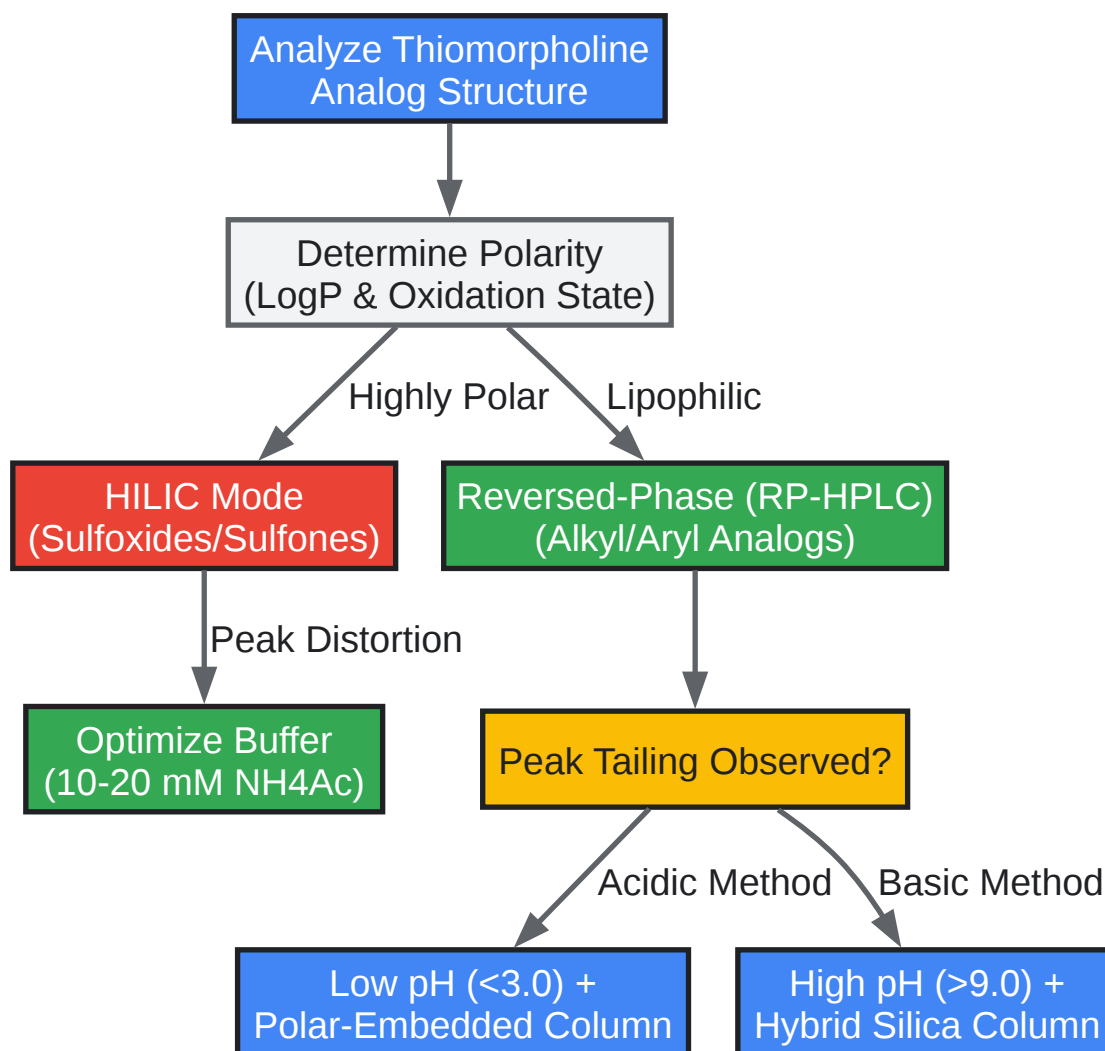 Analyze Thiomorpholine
Analog Structure
Determine Polarity
(LogP & Oxidation State)
Highly Polar
Lipophilic
HILIC Mode
(Sulfoxides/Sulfones)
Reversed-Phase (RP-HPLC)
(Alkyl/Aryl Analogs)
Peak Distortion
Optimize Buffer
(10-20 mM NH4Ac)
Peak Tailing Observed?
Acidic Method
Basic Method
Low pH (<3.0) +
Polar-Embedded Column
High pH (>9.0) +
Hybrid Silica Column